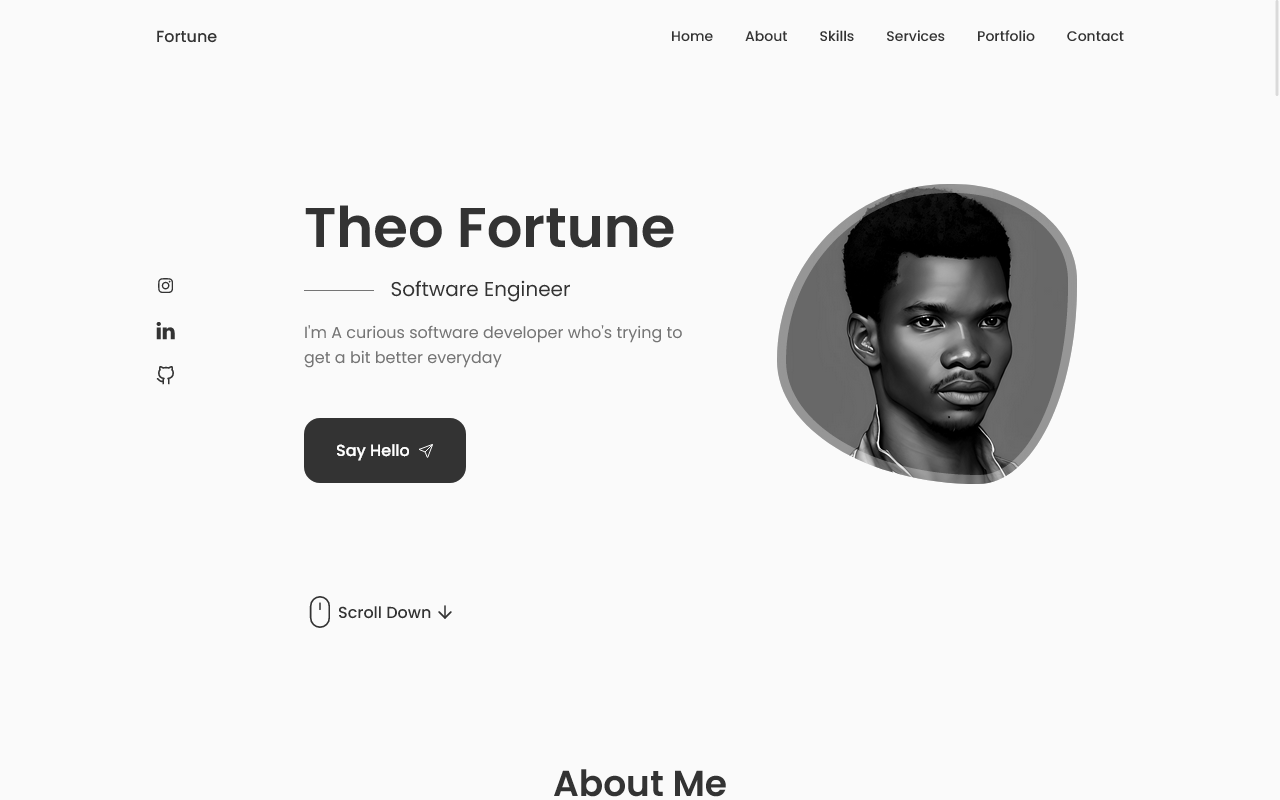 Fortune
Home About Skills Services Portfolio Contact
Theo Fortune
Software Engineer
I'm A curious software developer who's trying to
get a bit better everyday
Say Hello
Scroll Down
About Me